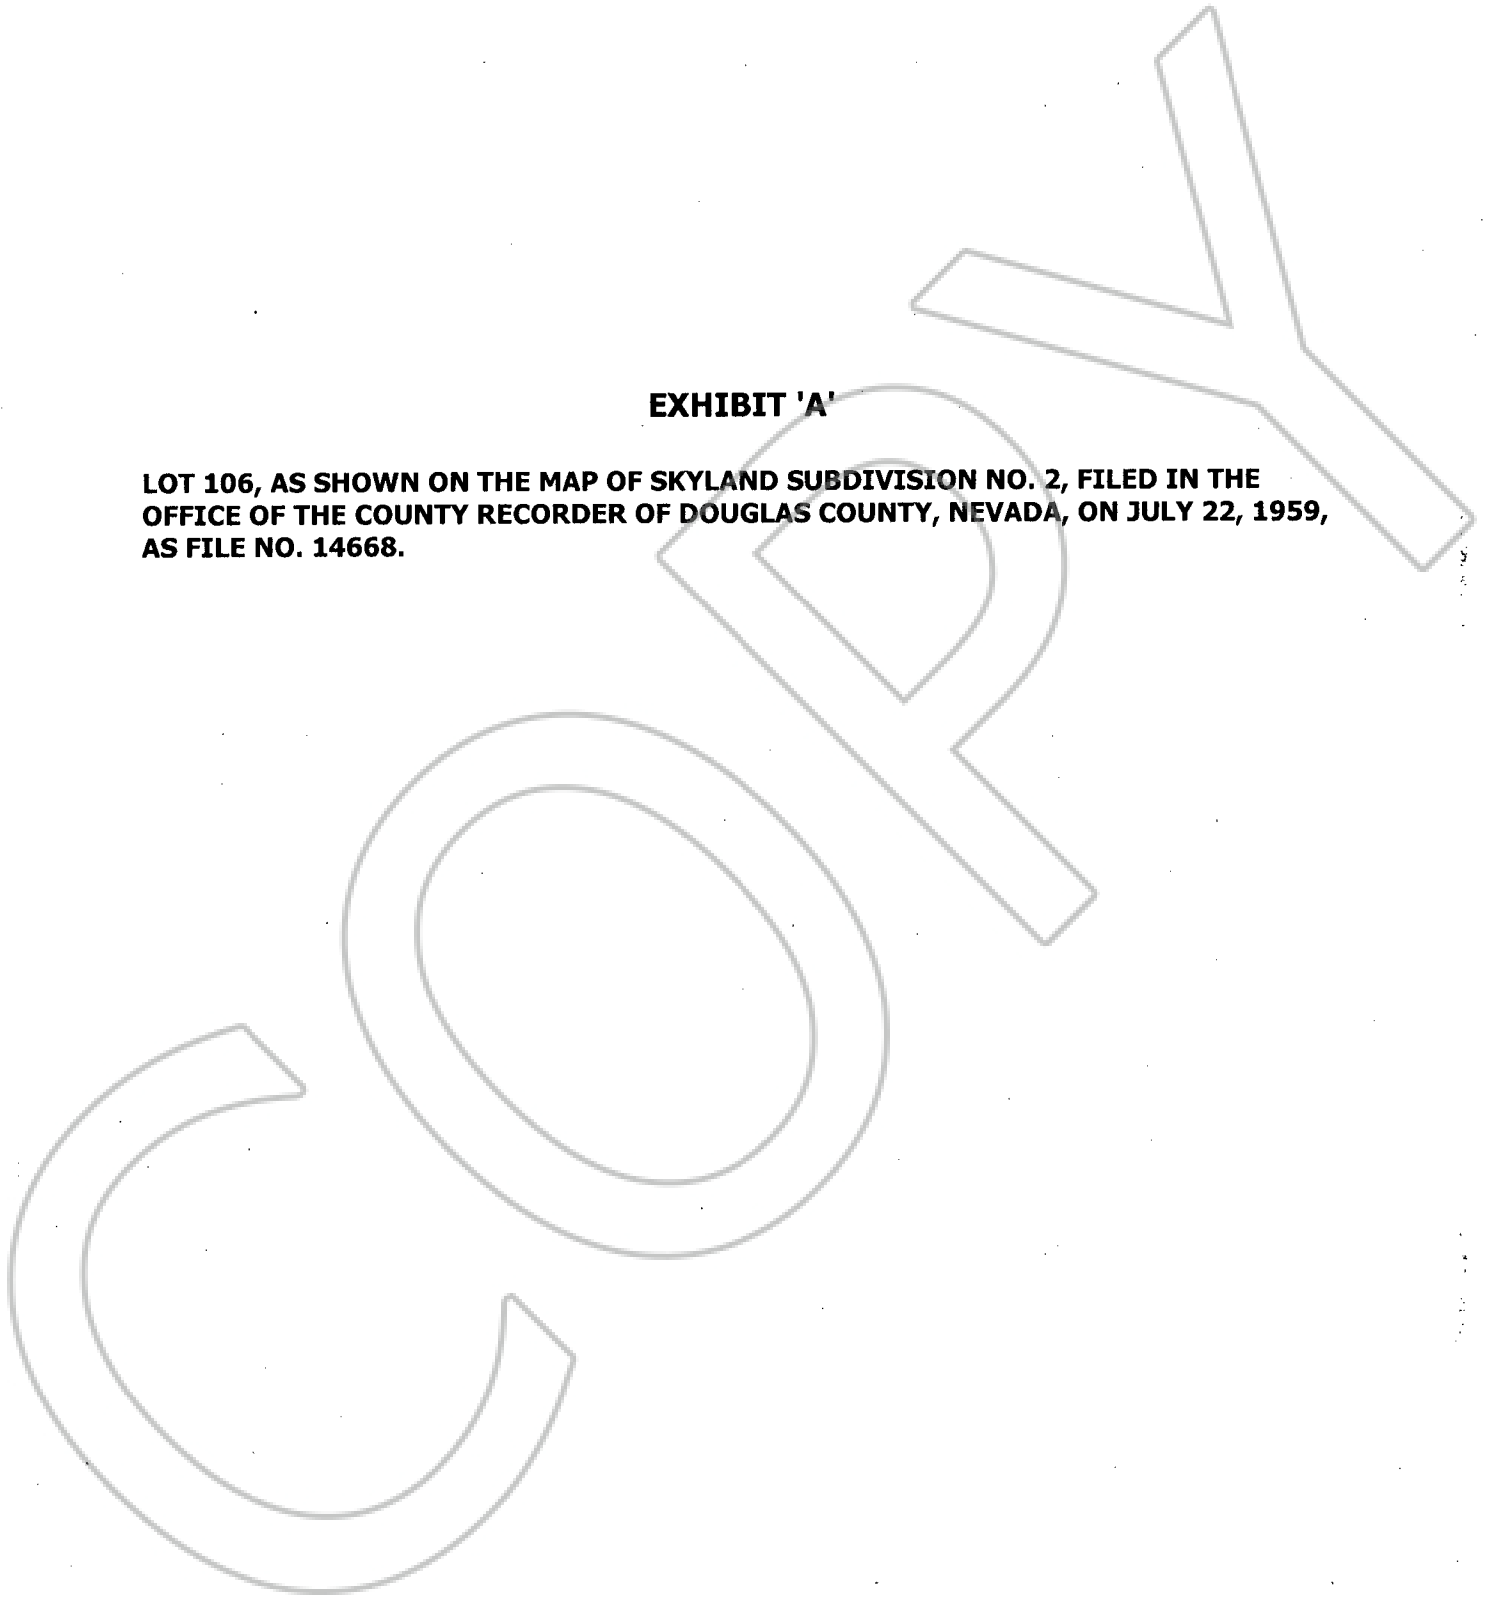 EXHIBIT 'A'
LOT 106, AS SHOWN ON THE MAP OF SKYLAND SUBDIVISION NO. 2, FILED IN THE
OFFICE OF THE COUNTY RECORDER OF DOUGLAS COUNTY, NEVADA, ON JULY 22, 1959,
AS FILE NO. 14668.
COPY